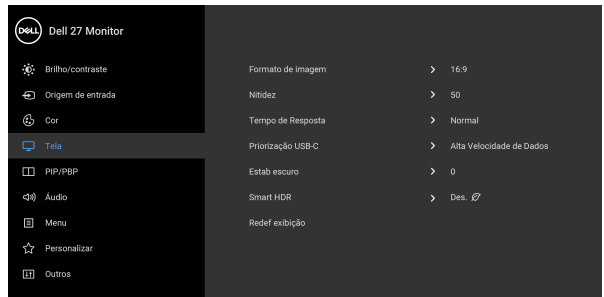 DELL Dell 27 Monitor
Brilho/contraste
Origem de entrada
Cor
Tela
PIP/PBP
Áudio
Menu
Personalizar
Outros
Formato de imagem > 16:9
Nitidez > 50
Tempo de Resposta > Normal
Priorização USB-C > Alta Velocidade de Dados
Estab escuro > 0
Smart HDR > Des.
Redef exibição